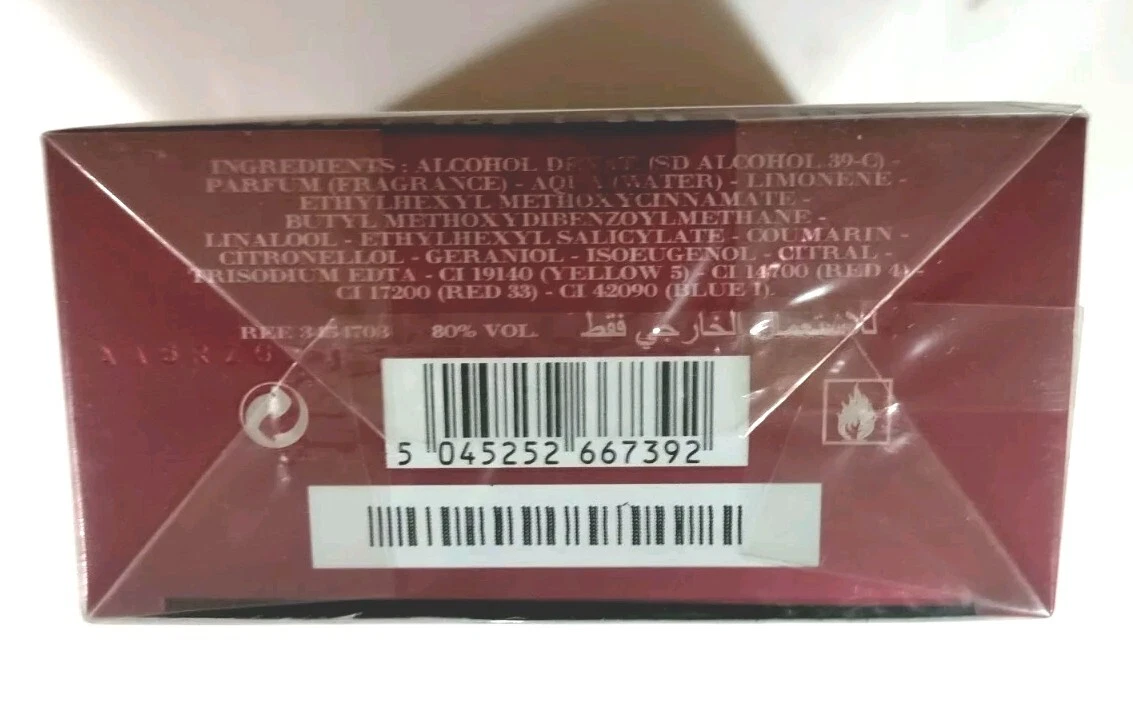 INGREDIENTS : ALCOHOL DENAT. (SD ALCOHOL 39-C) -
PARFUM (FRAGRANCE) - AQUA (WATER) - LIMONENE -
ETHYLHEXYL METHOXYCINNAMATE -
BUTYL METHOXYDIBENZOYLMETHANE -
LINALOOL - ETHYLHEXYL SALICYLATE - COUMARIN -
CITRONELLOL - GERANIOL - ISOEUGENOL - CITRAL -
TRISODIUM EDTA - CI 19140 (YELLOW 5) - CI 14700 (RED 4) -
CI 17200 (RED 33) - CI 42090 (BLUE 1).
REF. 3454703 80% VOL. للاستعمال الخارجي فقط
5 045252 667392